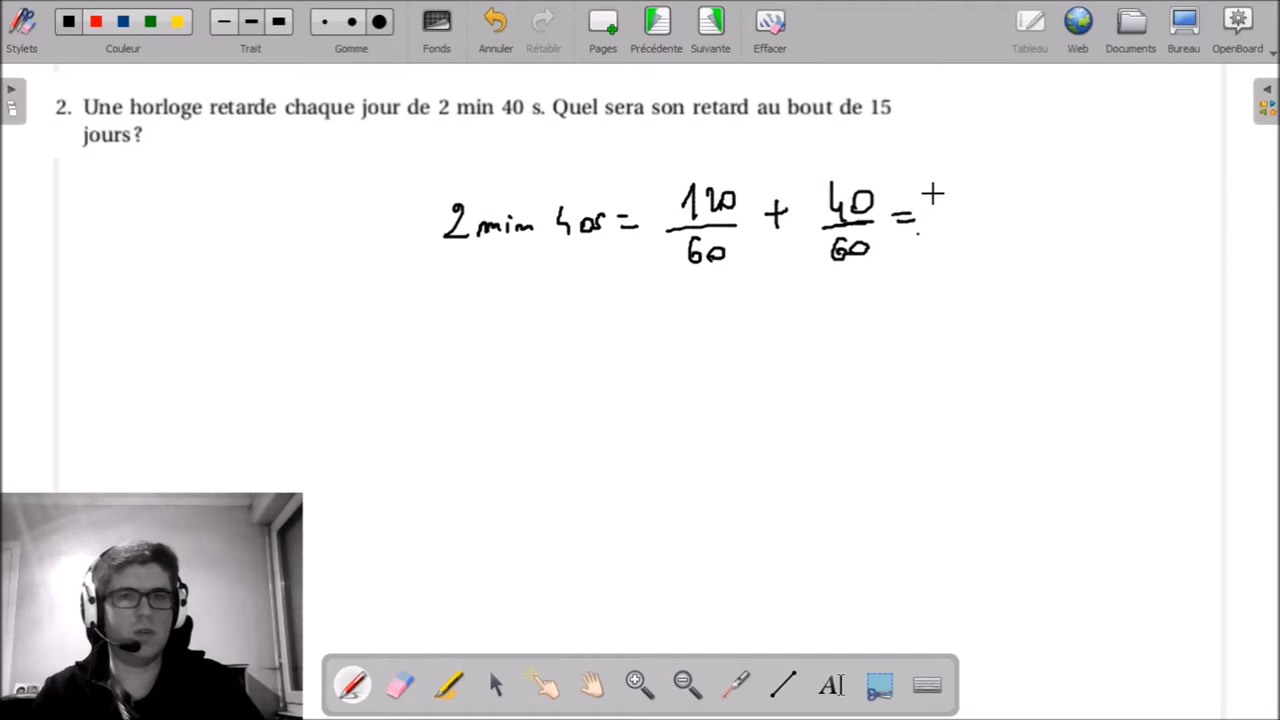 Stylets Couleur Trait Gomme Fonds Annuler Rétablir Pages Précédente Suivante Effacer Tableau Web Documents Bureau OpenBoard
2. Une horloge retarde chaque jour de 2 min 40 s. Quel sera son retard au bout de 15
jours ?
2 min 40s = 120/60 + 40/60 =
AI